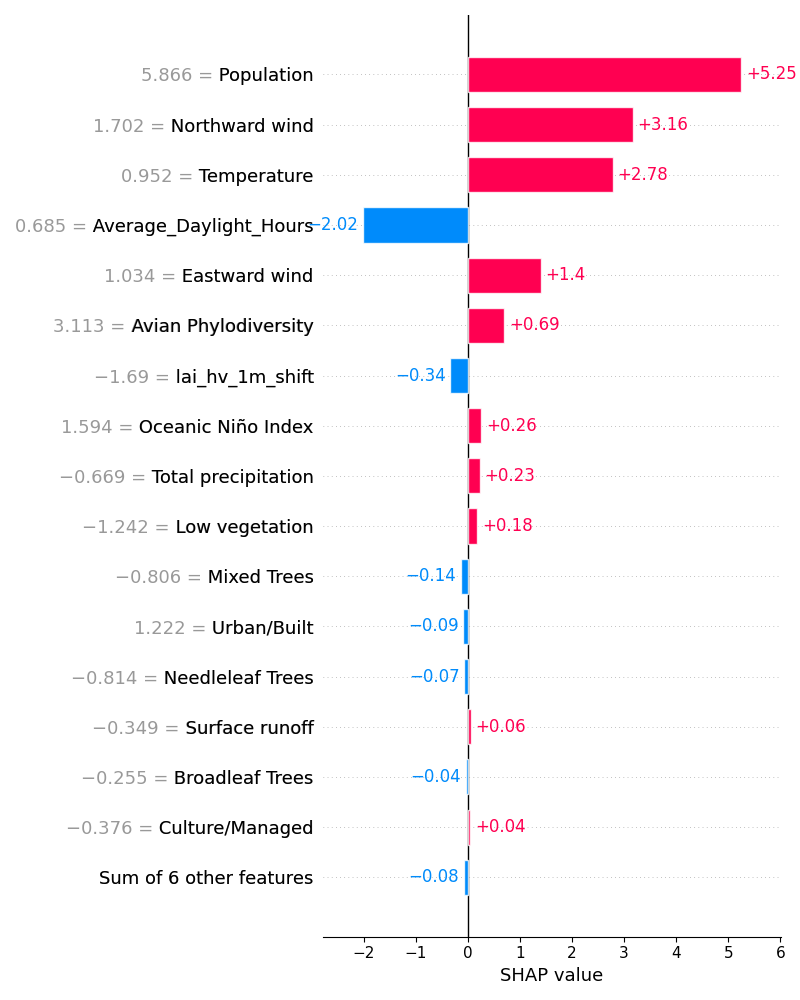 5.866 = Population +5.25
1.702 = Northward wind +3.16
0.952 = Temperature +2.78
0.685 = Average_Daylight_Hours −2.02
1.034 = Eastward wind +1.4
3.113 = Avian Phylodiversity +0.69
−1.69 = lai_hv_1m_shift −0.34
1.594 = Oceanic Niño Index +0.26
−0.669 = Total precipitation +0.23
−1.242 = Low vegetation +0.18
−0.806 = Mixed Trees −0.14
1.222 = Urban/Built −0.09
−0.814 = Needleleaf Trees −0.07
−0.349 = Surface runoff +0.06
−0.255 = Broadleaf Trees −0.04
−0.376 = Culture/Managed +0.04
Sum of 6 other features −0.08
−2 −1 0 1 2 3 4 5 6
SHAP value